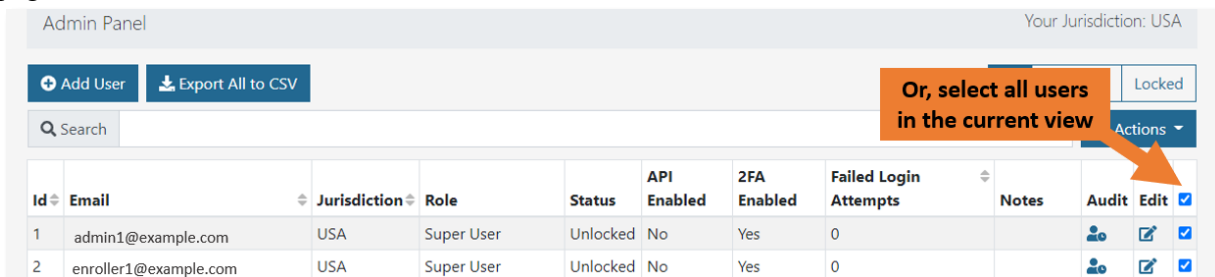 Admin Panel Your Jurisdiction: USA
Add User Export All to CSV Locked
Or, select all users
in the current view
Search Actions
Id Email Jurisdiction Role Status API Enabled 2FA Enabled Failed Login Attempts Notes Audit Edit
1 admin1@example.com USA Super User Unlocked No Yes 0
2 enroller1@example.com USA Super User Unlocked No Yes 0